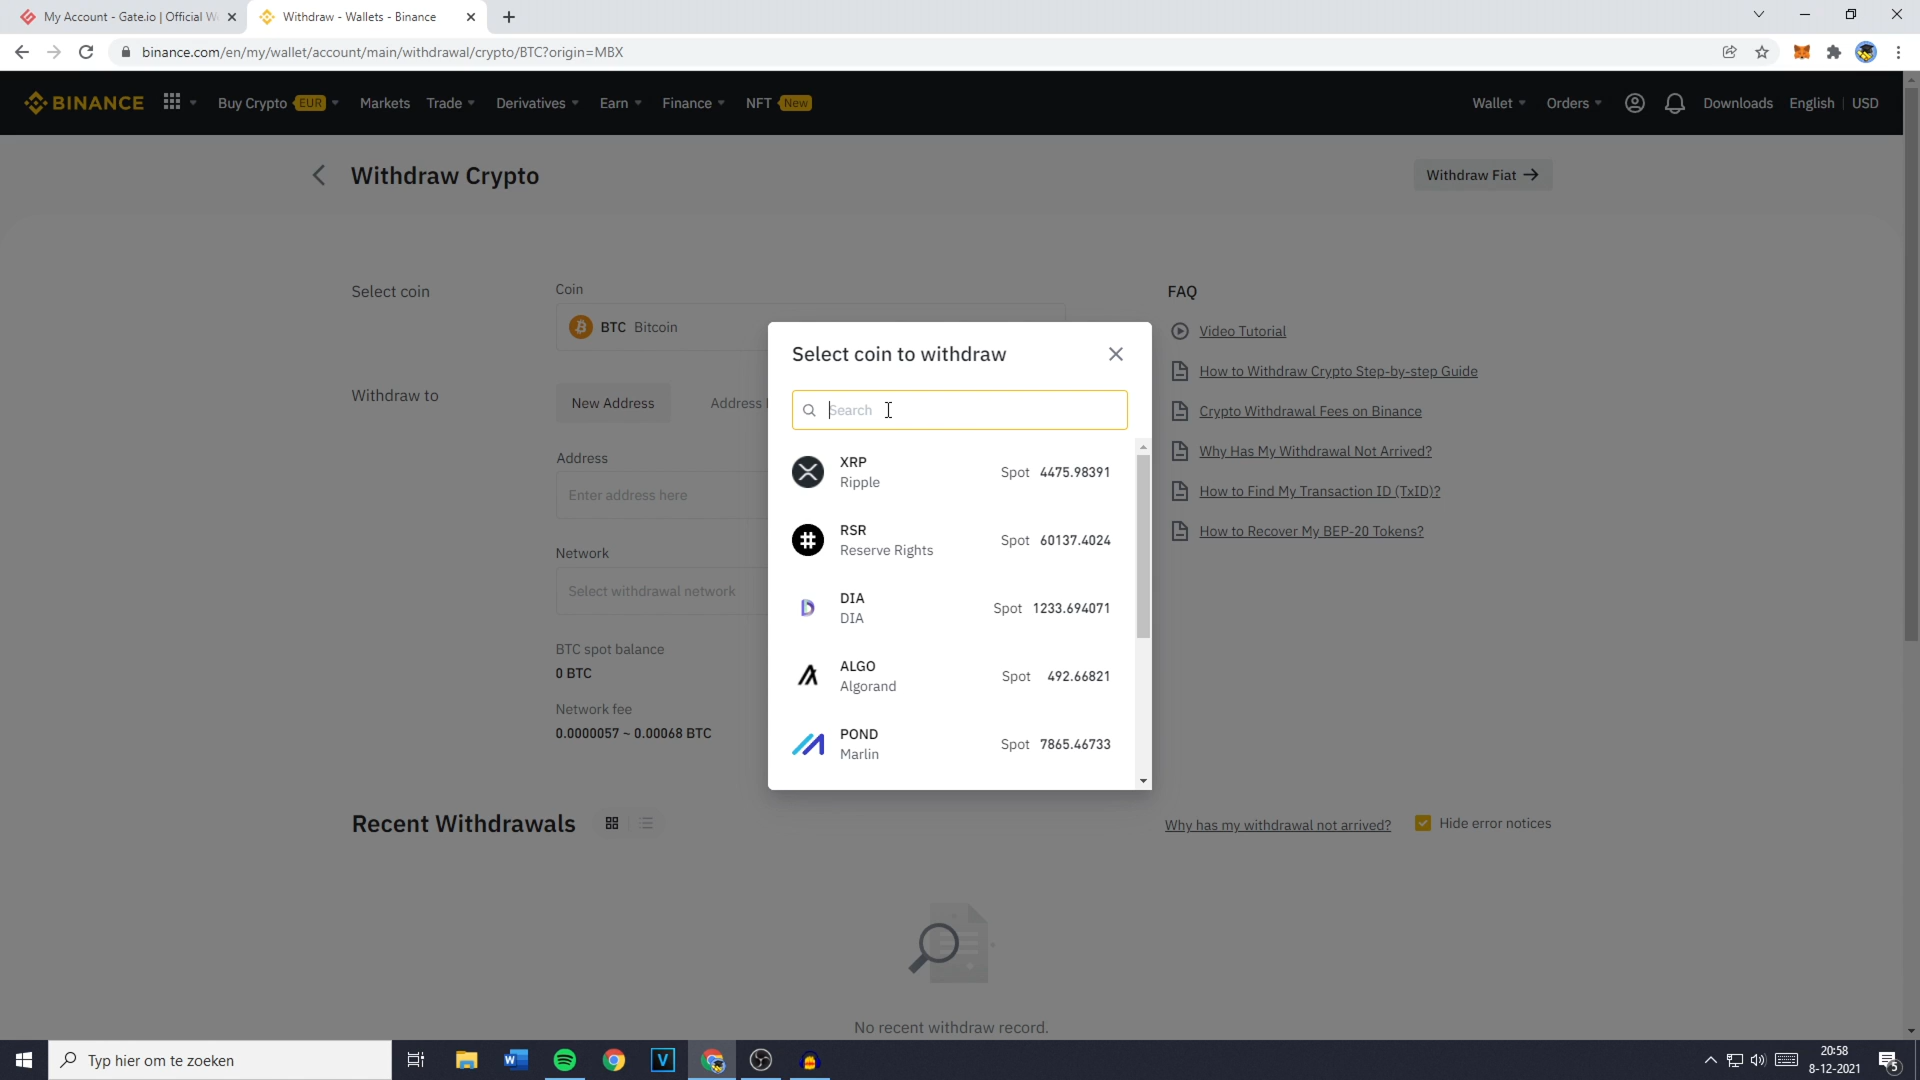 My Account - Gate.io | Official W
Withdraw - Wallets - Binance
binance.com/en/my/wallet/account/main/withdrawal/crypto/BTC?origin=MBX
BINANCE
Buy Crypto EUR
Markets
Trade
Derivatives
Earn
Finance
NFT New
Wallet
Orders
Downloads
English
USD
Withdraw Crypto
Withdraw Fiat
Select coin
Coin
BTC Bitcoin
Withdraw to
New Address
Address
Address
Enter address here
Network
Select withdrawal network
BTC spot balance
0 BTC
Network fee
0.0000057 ~ 0.00068 BTC
Select coin to withdraw
Search
XRP
Ripple
Spot 4475.98391
RSR
Reserve Rights
Spot 60137.4024
DIA
DIA
Spot 1233.694071
ALGO
Algorand
Spot 492.66821
POND
Marlin
Spot 7865.46733
FAQ
Video Tutorial
How to Withdraw Crypto Step-by-step Guide
Crypto Withdrawal Fees on Binance
Why Has My Withdrawal Not Arrived?
How to Find My Transaction ID (TxID)?
How to Recover My BEP-20 Tokens?
Recent Withdrawals
Why has my withdrawal not arrived?
Hide error notices
No recent withdraw record.
Typ hier om te zoeken
20:58
8-12-2021
5